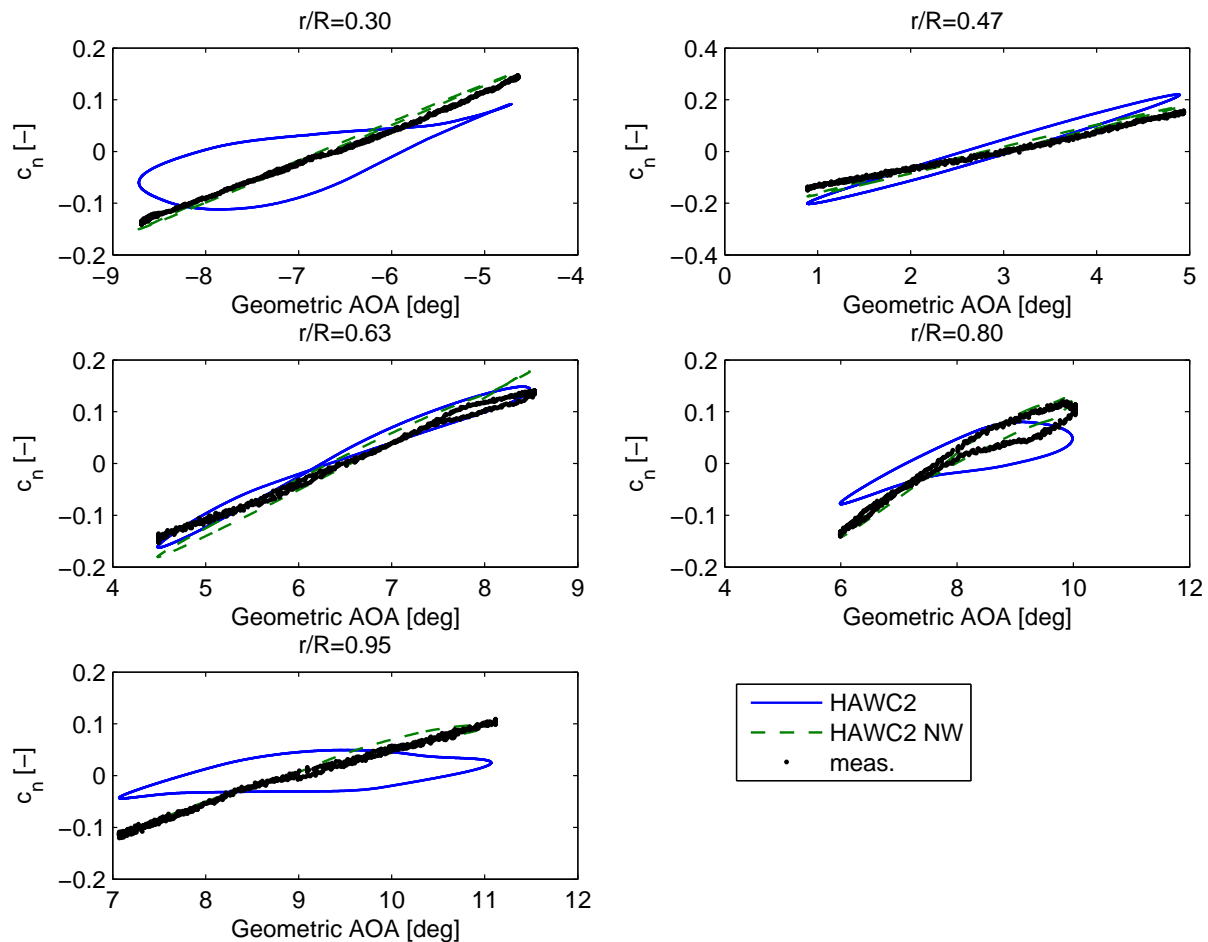 r/R=0.30
0.2
0.1
0
−0.1
−0.2
c_n [−]
−9 −8 −7 −6 −5 −4
Geometric AOA [deg]
r/R=0.47
0.4
0.2
0
−0.2
−0.4
c_n [−]
0 1 2 3 4 5
Geometric AOA [deg]
r/R=0.63
0.2
0.1
0
−0.1
−0.2
c_n [−]
4 5 6 7 8 9
Geometric AOA [deg]
r/R=0.80
0.2
0.1
0
−0.1
−0.2
c_n [−]
4 6 8 10 12
Geometric AOA [deg]
r/R=0.95
0.2
0.1
0
−0.1
−0.2
c_n [−]
7 8 9 10 11 12
Geometric AOA [deg]
HAWC2
HAWC2 NW
meas.